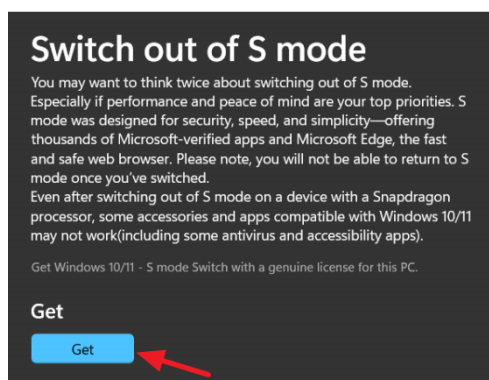 Switch out of S mode
You may want to think twice about switching out of S mode.
Especially if performance and peace of mind are your top priorities. S
mode was designed for security, speed, and simplicity—offering
thousands of Microsoft-verified apps and Microsoft Edge, the fast
and safe web browser. Please note, you will not be able to return to S
mode once you've switched.
Even after switching out of S mode on a device with a Snapdragon
processor, some accessories and apps compatible with Windows 10/11
may not work(including some antivirus and accessibility apps).
Get Windows 10/11 - S mode Switch with a genuine license for this PC.
Get
Get